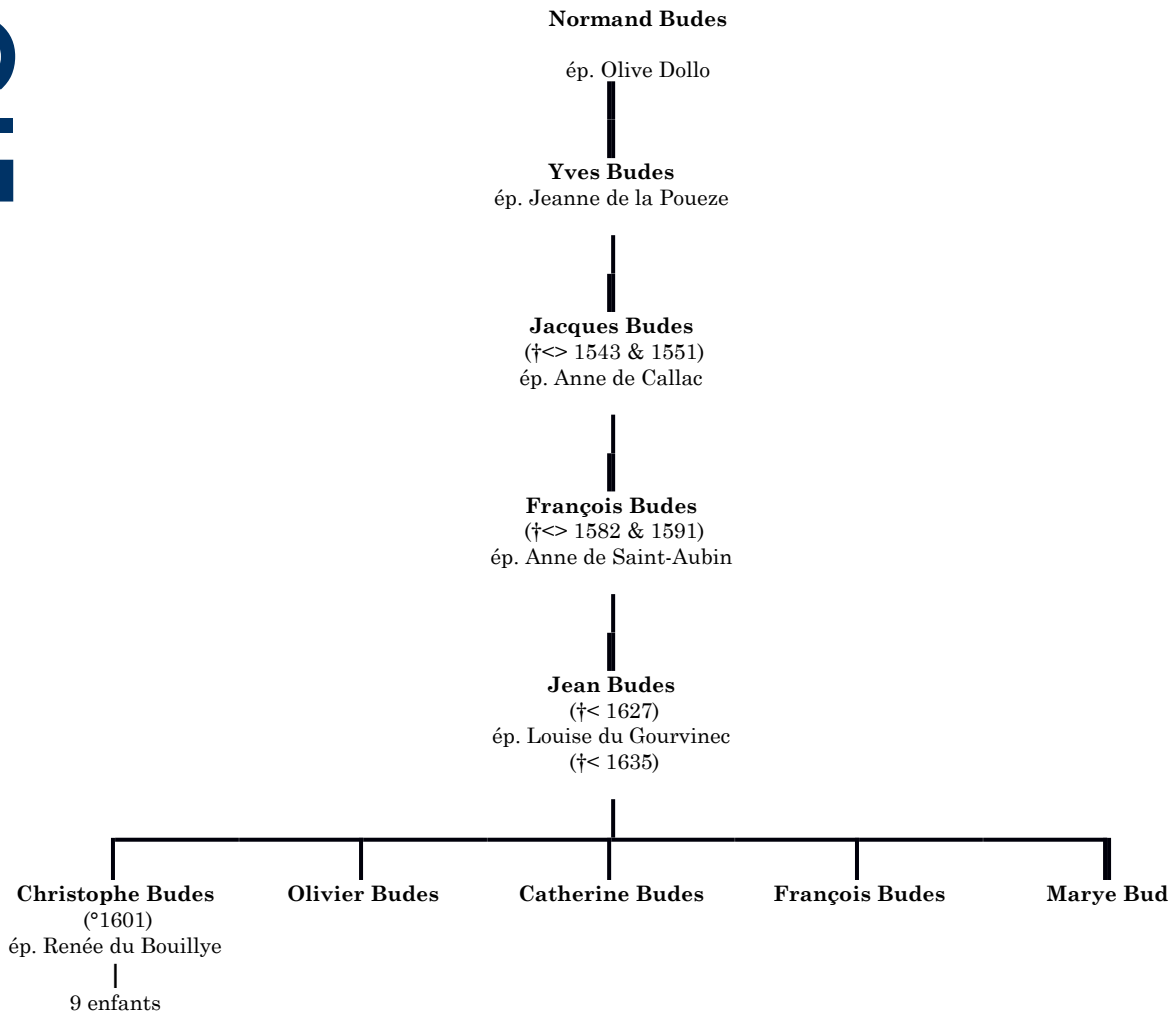 Normand Budes
ép. Olive Dollo
Yves Budes
ép. Jeanne de la Poueze
Jacques Budes
(†<> 1543 & 1551)
ép. Anne de Callac
François Budes
(†<> 1582 & 1591)
ép. Anne de Saint-Aubin
Jean Budes
(†< 1627)
ép. Louise du Gourvinec
(†< 1635)
Christophe Budes Olivier Budes Catherine Budes François Budes Marye Bud
(°1601)
ép. Renée du Bouillye
9 enfants